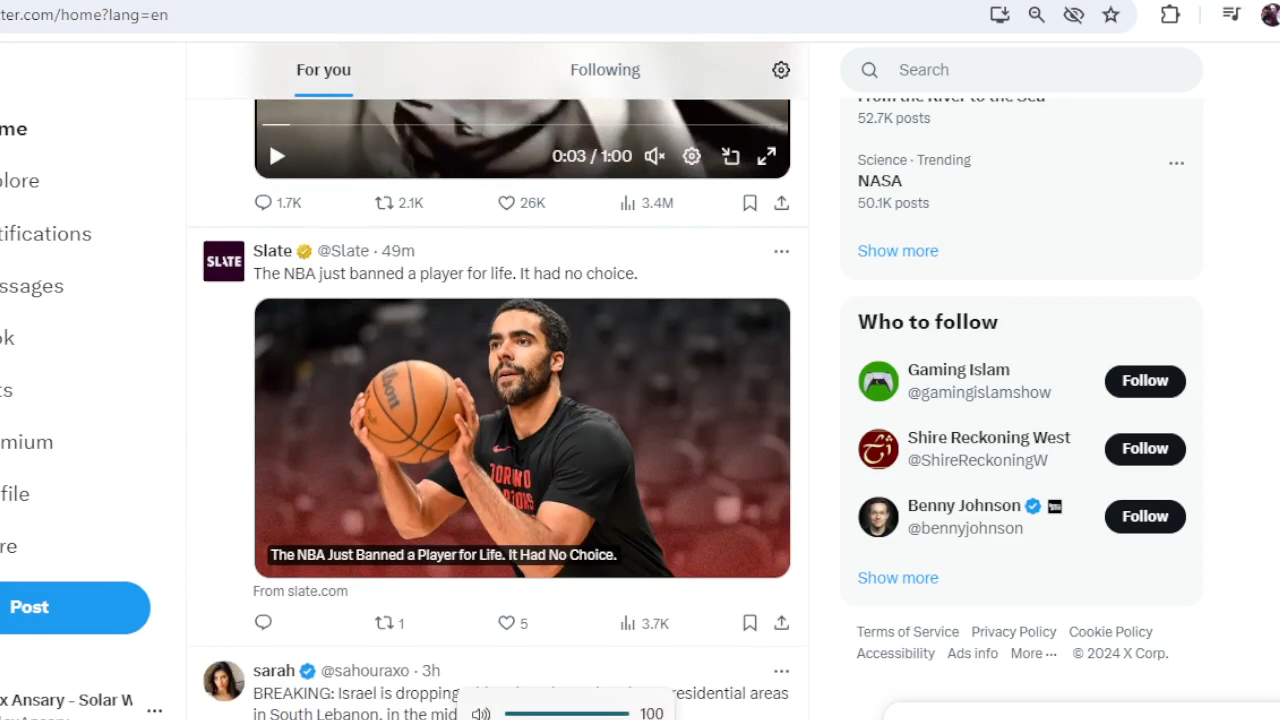 ter.com/home?lang=en
For you
Following
Search
me
plore
tifications
ssages
ok
ts
mium
file
re
Post
x Ansary - Solar W
0:03 / 1:00
1.7K
2.1K
26K
3.4M
Slate @Slate · 49m
The NBA just banned a player for life. It had no choice.
SLATE
Wilson
The NBA Just Banned a Player for Life. It Had No Choice.
From slate.com
1
5
3.7K
sarah @sahouraxo · 3h
BREAKING: Israel is dropping residential areas
in South Lebanon, in the mid
100
From the River to the Sea
52.7K posts
Science · Trending
NASA
50.1K posts
Show more
Who to follow
Gaming Islam
@gamingislamshow
Follow
Shire Reckoning West
@ShireReckoningW
Follow
Benny Johnson
@bennyjohnson
Follow
Show more
Terms of Service Privacy Policy Cookie Policy
Accessibility Ads info More ··· © 2024 X Corp.